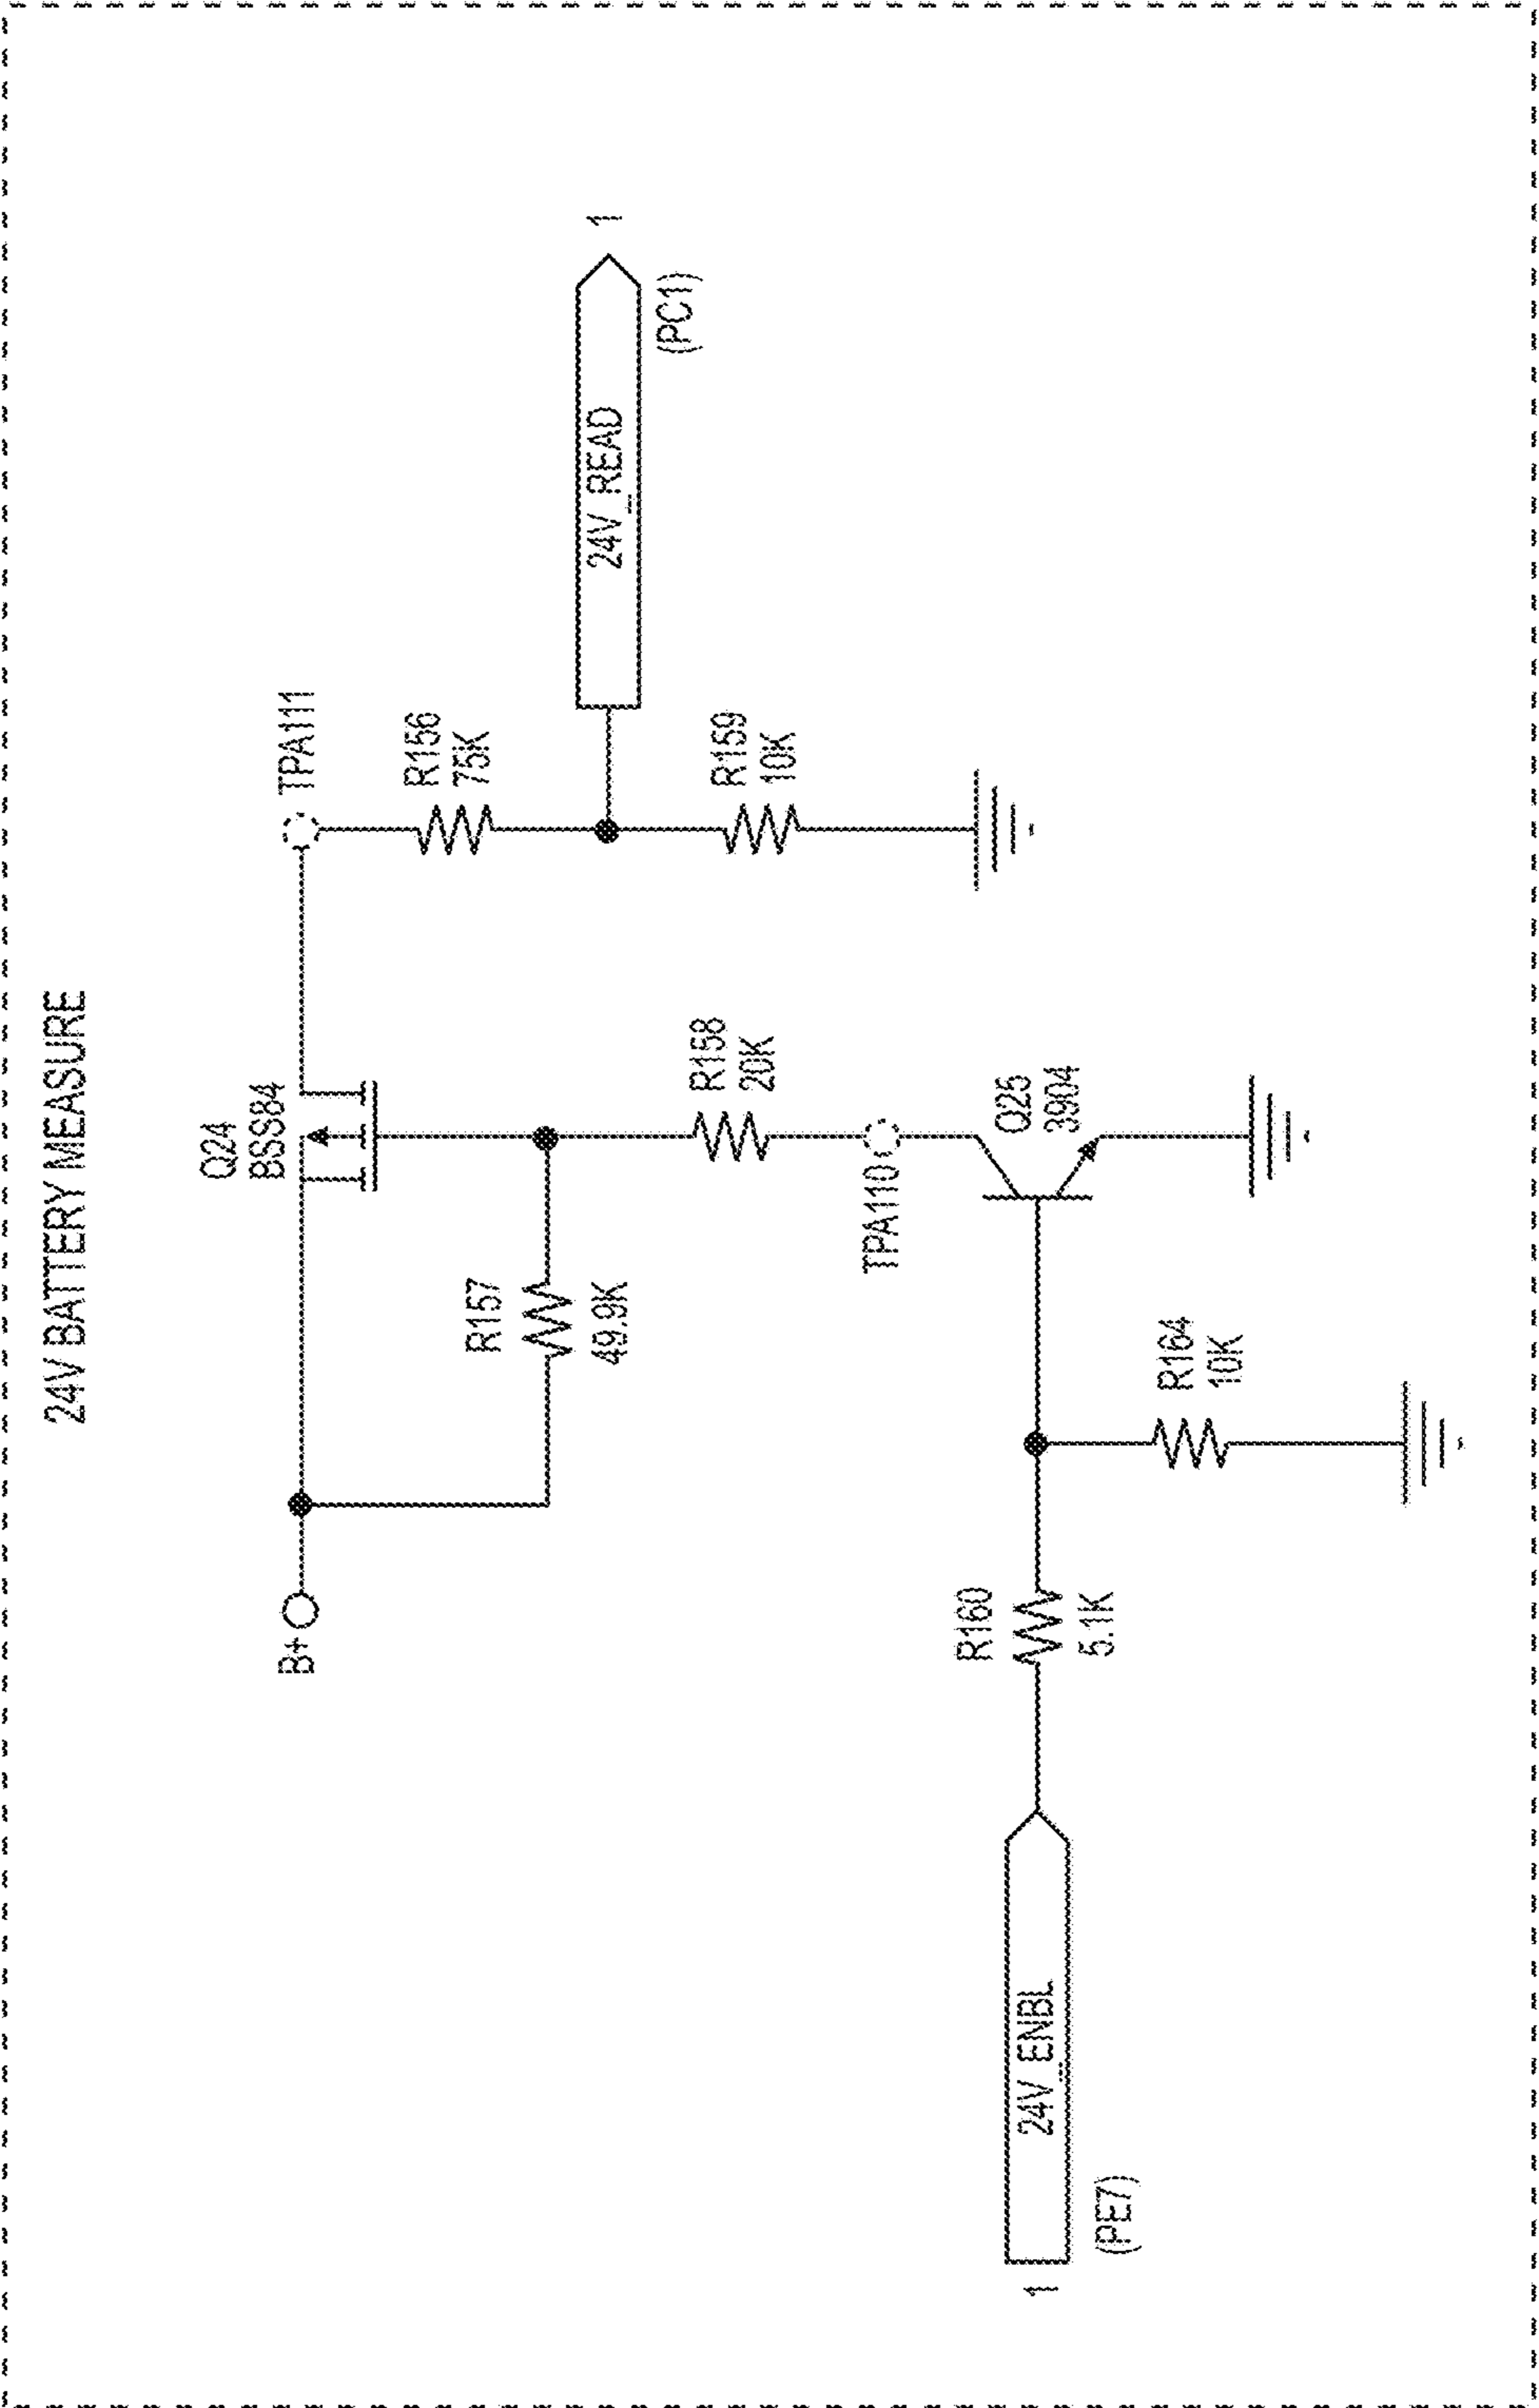 24V BATTERY MEASURE
Q24
BSS84
TPA111
B+
R157
49.9K
R156
75K
24V_READ
1
(PC1)
R158
20K
R159
10K
TPA110
Q25
3904
R160
5.1K
R164
10K
1
24V_ENBL
(PE7)